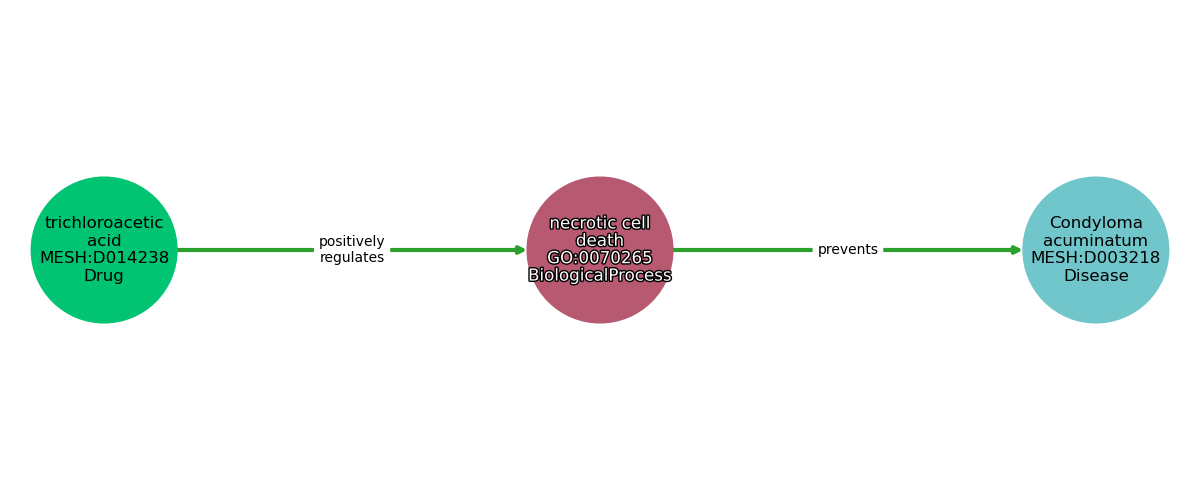 trichloroacetic
acid
MESH:D014238
Drug
positively
regulates
necrotic cell
death
GO:0070265
BiologicalProcess
prevents
Condyloma
acuminatum
MESH:D003218
Disease